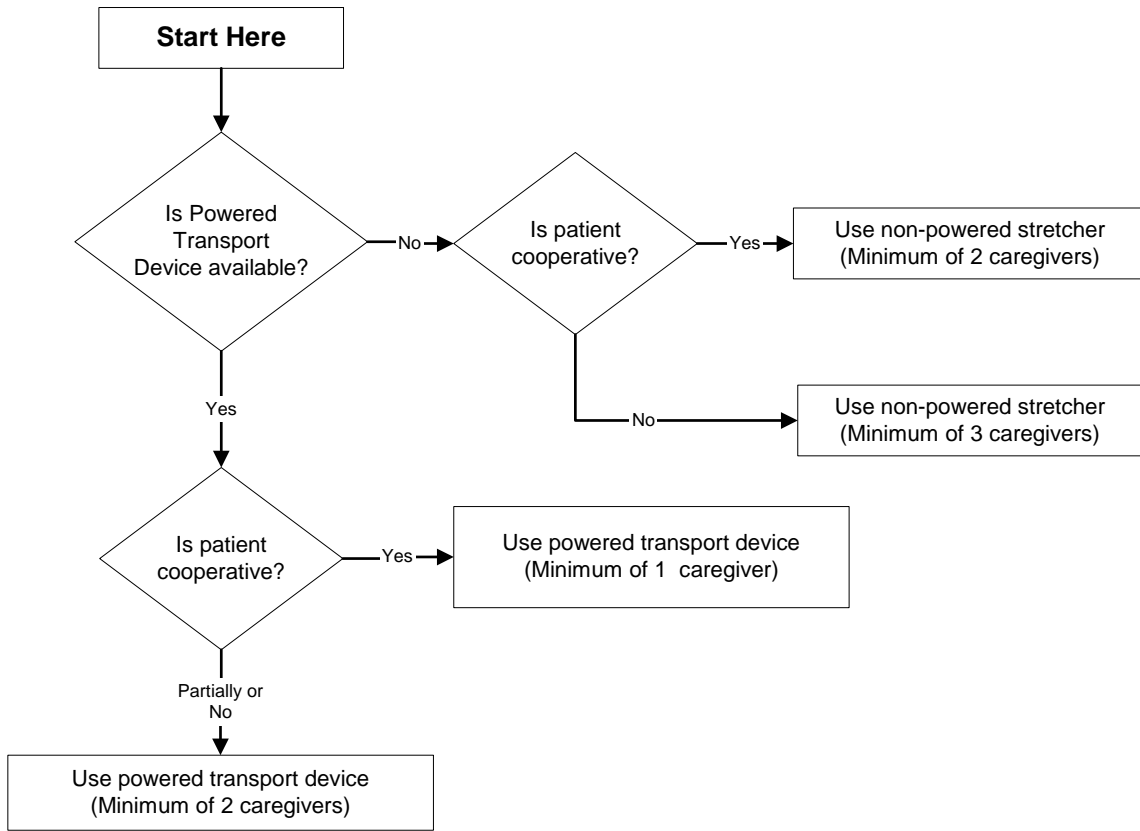 Start Here
Is Powered
Transport
Device available?
No
Is patient
cooperative?
Yes
Use non-powered stretcher
(Minimum of 2 caregivers)
No
Use non-powered stretcher
(Minimum of 3 caregivers)
Yes
Is patient
cooperative?
Yes
Use powered transport device
(Minimum of 1  caregiver)
Partially or
No
Use powered transport device
(Minimum of 2 caregivers)